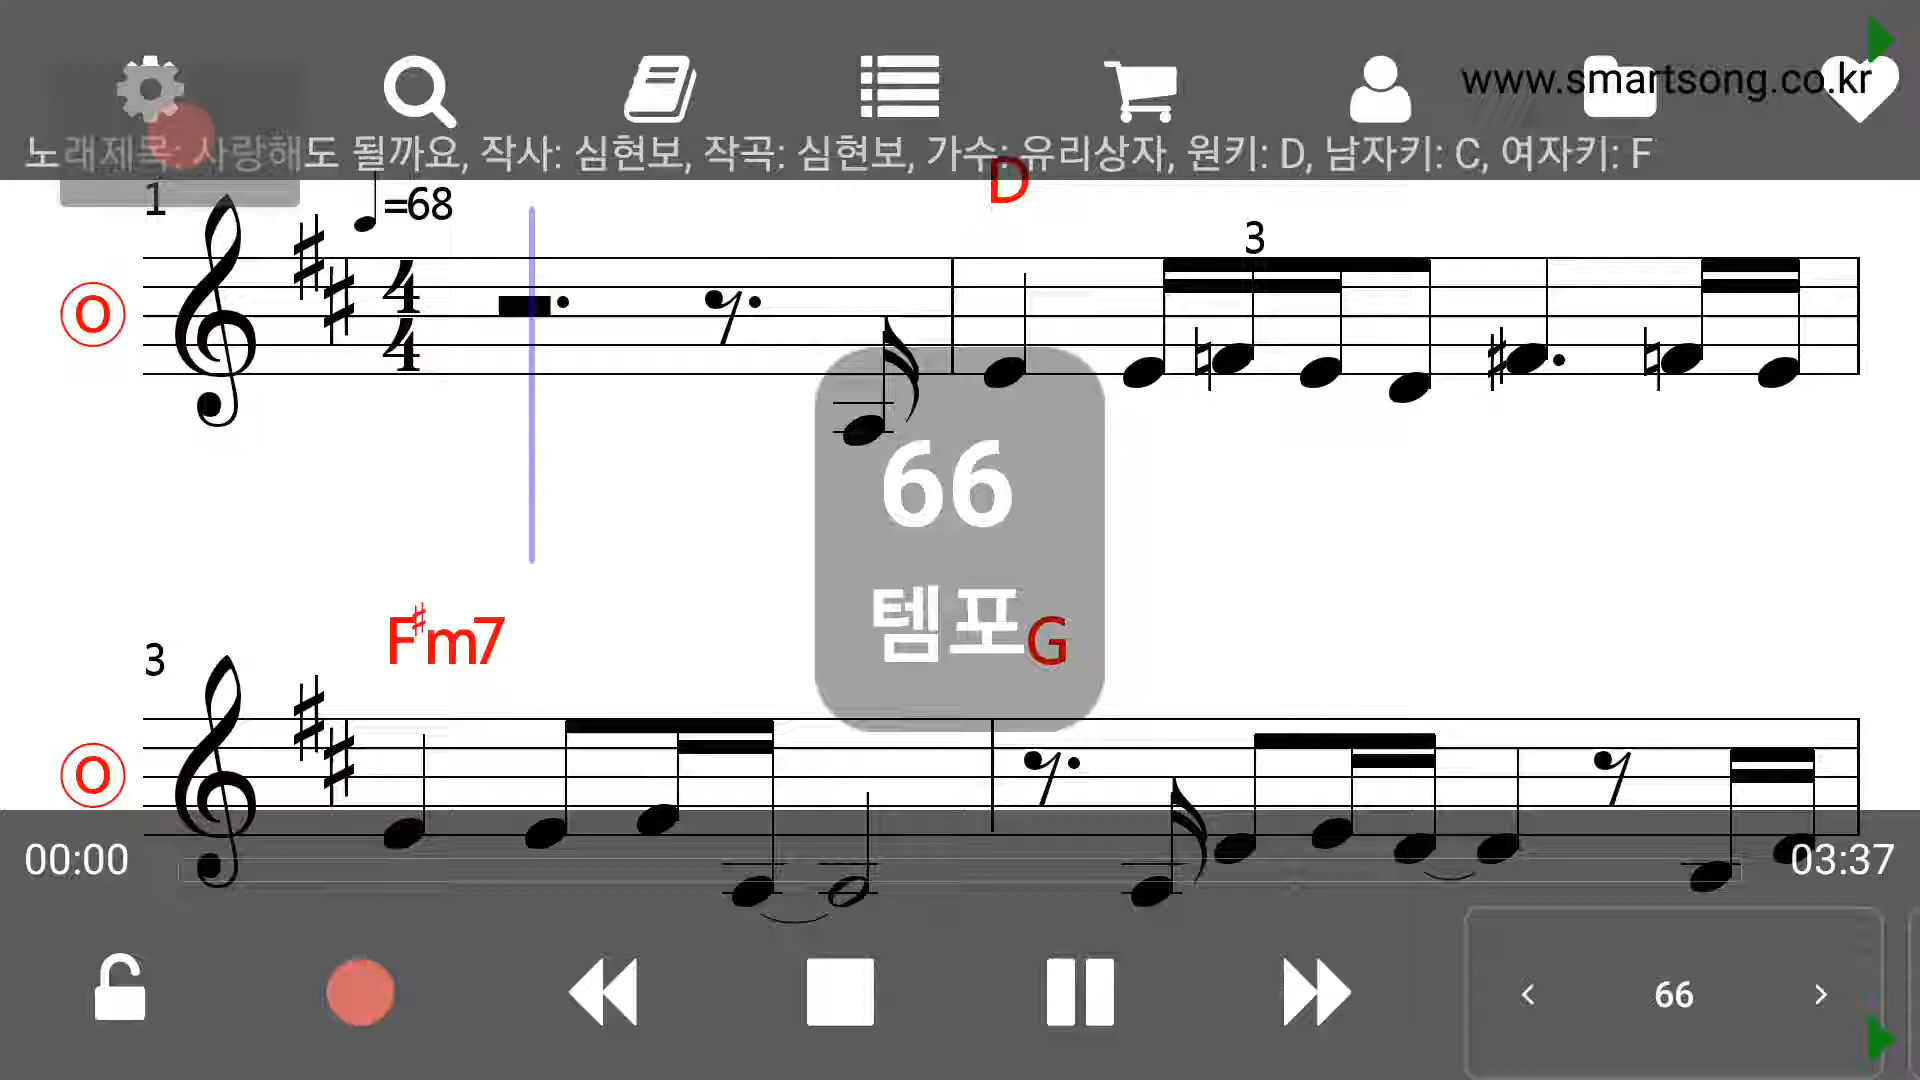 www.smartsong.co.kr
노래제목: 사랑해도 될까요, 작사: 심현보, 작곡: 심현보, 가수: 유리상자, 원키: D, 남자키: C, 여자키: F
1
=68
D
3
4
4
O
66
템포
F♯m7
G
3
O
00:00
03:37
< 66 >